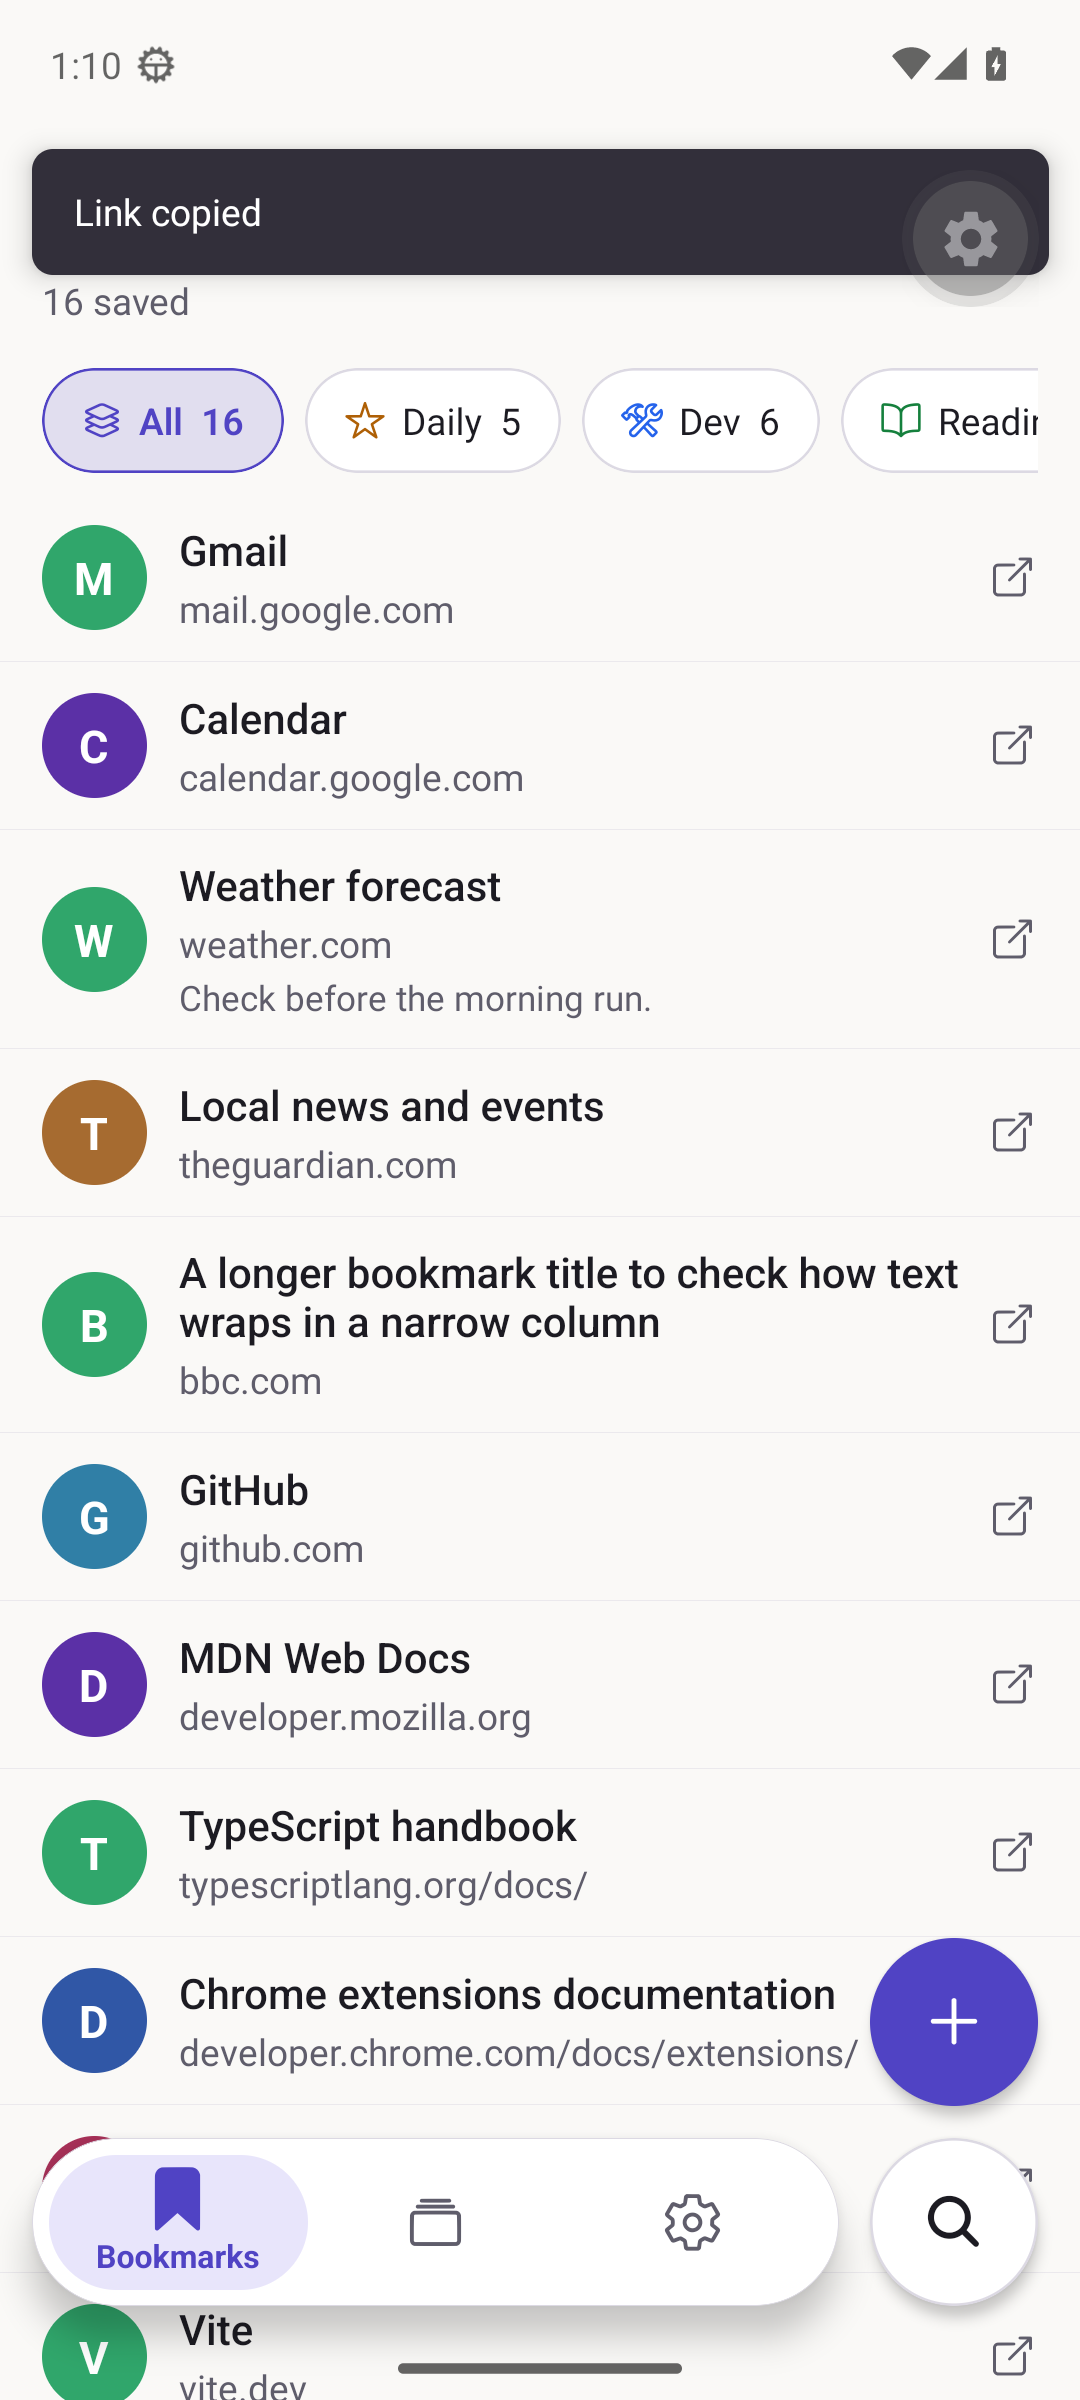 1:10
Link copied
16 saved
All 16
Daily 5
Dev 6
Readin
M
Gmail
mail.google.com
C
Calendar
calendar.google.com
W
Weather forecast
weather.com
Check before the morning run.
T
Local news and events
theguardian.com
B
A longer bookmark title to check how text
wraps in a narrow column
bbc.com
G
GitHub
github.com
D
MDN Web Docs
developer.mozilla.org
T
TypeScript handbook
typescriptlang.org/docs/
D
Chrome extensions documentation
developer.chrome.com/docs/extensions/
Bookmarks
V
Vite
vite.dev